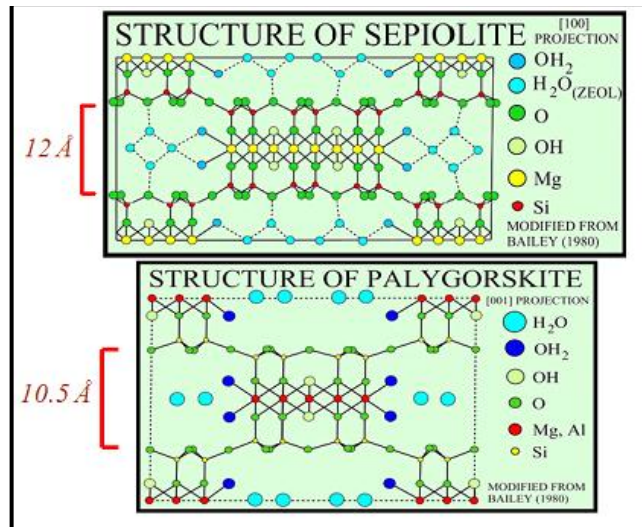 STRUCTURE OF SEPIOLITE
[100]
PROJECTION
OH2
H2O(ZEOL)
O
OH
Mg
Si
MODIFIED FROM
BAILEY (1980)
12 Å
STRUCTURE OF PALYGORSKITE
[001] PROJECTION
H2O
OH2
OH
O
Mg, Al
Si
MODIFIED FROM
BAILEY (1980)
10.5 Å